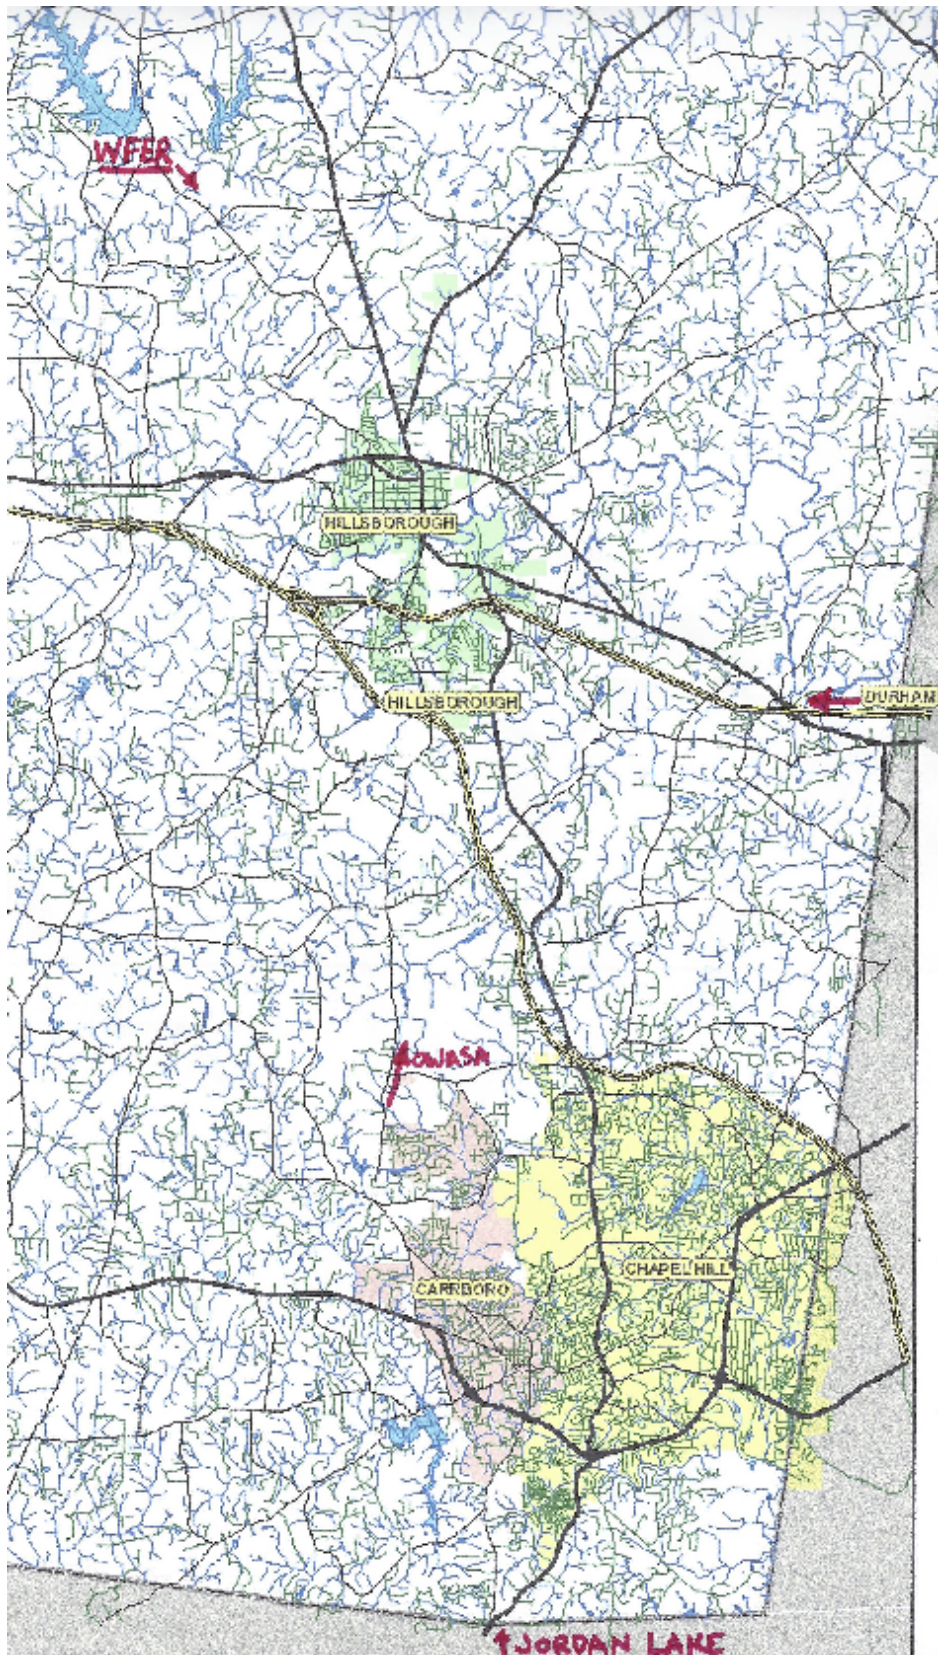 WFER
HILLSBOROUGH
HILLSBOROUGH
DURHAM
OWASA
CHAPEL HILL
CARRBORO
JORDAN LAKE